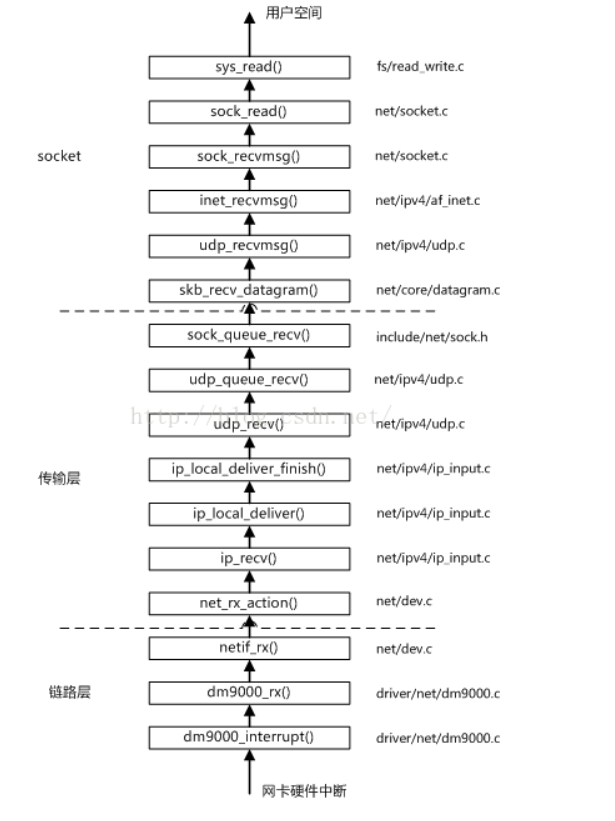 用户空间
sys_read() fs/read_write.c
sock_read() net/socket.c
socket sock_recvmsg() net/socket.c
inet_recvmsg() net/ipv4/af_inet.c
udp_recvmsg() net/ipv4/udp.c
skb_recv_datagram() net/core/datagram.c
sock_queue_recv() include/net/sock.h
udp_queue_recv() net/ipv4/udp.c
http://blog.csdn.net/
udp_recv() net/ipv4/udp.c
传输层 ip_local_deliver_finish() net/ipv4/ip_input.c
ip_local_deliver() net/ipv4/ip_input.c
ip_recv() net/ipv4/ip_input.c
net_rx_action() net/dev.c
netif_rx() net/dev.c
链路层 dm9000_rx() driver/net/dm9000.c
dm9000_interrupt() driver/net/dm9000.c
网卡硬件中断